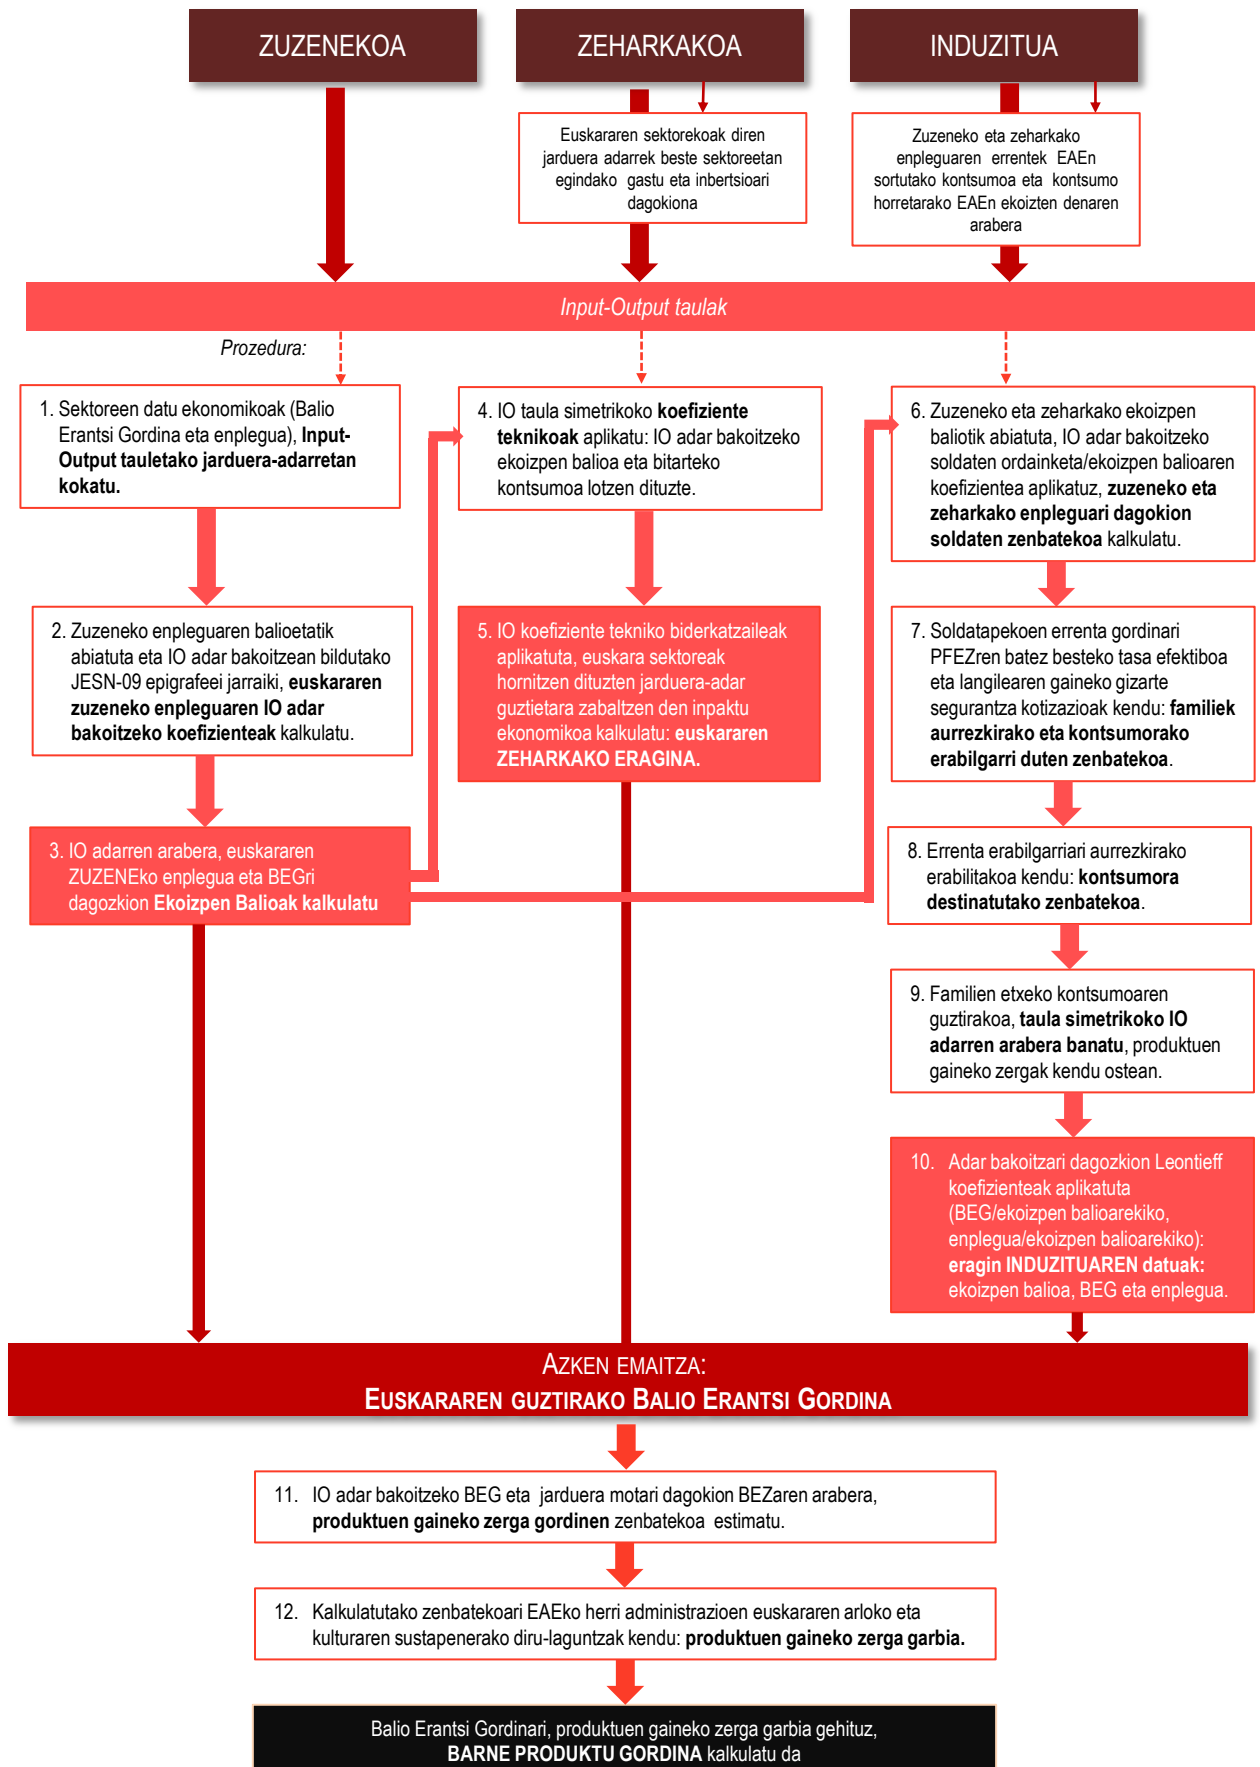 ZUZENEKOA
ZEHARKAKOA
INDUZITUA
Euskararen sektorekoak diren
jarduera adarrek beste sektoreetan
egindako gastu eta inbertsioari
dagokiona
Zuzeneko eta zeharkako
enpleguaren errentek EAEn
sortutako kontsumoa eta kontsumo
horretarako EAEn ekoizten denaren
arabera
Input-Output taulak
Prozedura:
1. Sektoreen datu ekonomikoak (Balio
Erantsi Gordina eta enplegua), Input-
Output tauletako jarduera-adarretan
kokatu.
2. Zuzeneko enpleguaren balioetatik
abiatuta eta IO adar bakoitzean bildutako
JESN-09 epigrafeei jarraiki, euskararen
zuzeneko enpleguaren IO adar
bakoitzeko koefizienteak kalkulatu.
3. IO adarren arabera, euskararen
ZUZENEko enplegua eta BEGri
dagozkion Ekoizpen Balioak kalkulatu
4. IO taula simetrikoko koefiziente
teknikoak aplikatu: IO adar bakoitzeko
ekoizpen balioa eta bitarteko
kontsumoa lotzen dituzte.
5. IO koefiziente tekniko biderkatzaileak
aplikatuta, euskara sektoreak
hornitzen dituzten jarduera-adar
guztietara zabaltzen den inpaktu
ekonomikoa kalkulatu: euskararen
ZEHARKAKO ERAGINA.
6. Zuzeneko eta zeharkako ekoizpen
baliotik abiatuta, IO adar bakoitzeko
soldaten ordainketa/ekoizpen balioaren
koefizientea aplikatuz, zuzeneko eta
zeharkako enpleguari dagokion
soldaten zenbatekoa kalkulatu.
7. Soldatapekoen errenta gordinari
PFEZren batez besteko tasa efektiboa
eta langilearen gaineko gizarte
segurantza kotizazioak kendu: familiek
aurrezkirako eta kontsumorako
erabilgarri duten zenbatekoa.
8. Errenta erabilgarriari aurrezkirako
erabilitakoa kendu: kontsumora
destinatutako zenbatekoa.
9. Familien etxeko kontsumoaren
guztirakoa, taula simetrikoko IO
adarren arabera banatu, produktuen
gaineko zergak kendu ostean.
10. Adar bakoitzari dagozkion Leontieff
koefizienteak aplikatuta
(BEG/ekoizpen balioarekiko,
enplegua/ekoizpen balioarekiko):
eragin INDUZITUAREN datuak:
ekoizpen balioa, BEG eta enplegua.
AZKEN EMAITZA:
EUSKARAREN GUZTIRAKO BALIO ERANTSI GORDINA
11. IO adar bakoitzeko BEG eta jarduera motari dagokion BEZaren arabera,
produktuen gaineko zerga gordinen zenbatekoa estimatu.
12. Kalkulatutako zenbatekoari EAEko herri administrazioen euskararen arloko eta
kulturaren sustapenerako diru-laguntzak kendu: produktuen gaineko zerga garbia.
Balio Erantsi Gordinari, produktuen gaineko zerga garbia gehituz,
BARNE PRODUKTU GORDINA kalkulatu da